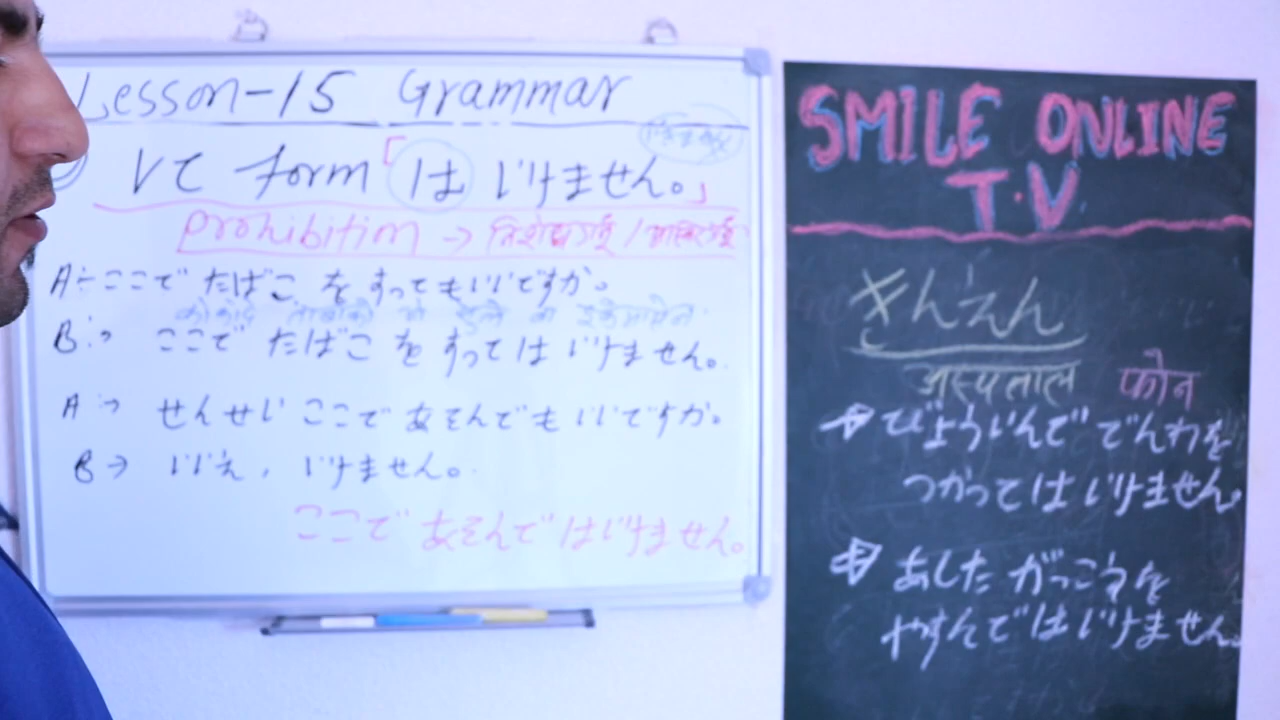 Lesson-15 Grammar
Vて form「は いけません。」
prohibition →
A÷ ここで たばこ を すってもいいですか。
B:→ ここで たばこ を すっては いけません。
A:→ せんせい ここで あそんでも いいですか。
B→ いいえ, いけません。
ここで あそんでは いけません。
SMILE ONLINE
T.V
きんえん
अस्पताल फोन
→ びょういんで でんわを
つかっては いけません。
→ あした がっこうを
やすんではいけません。